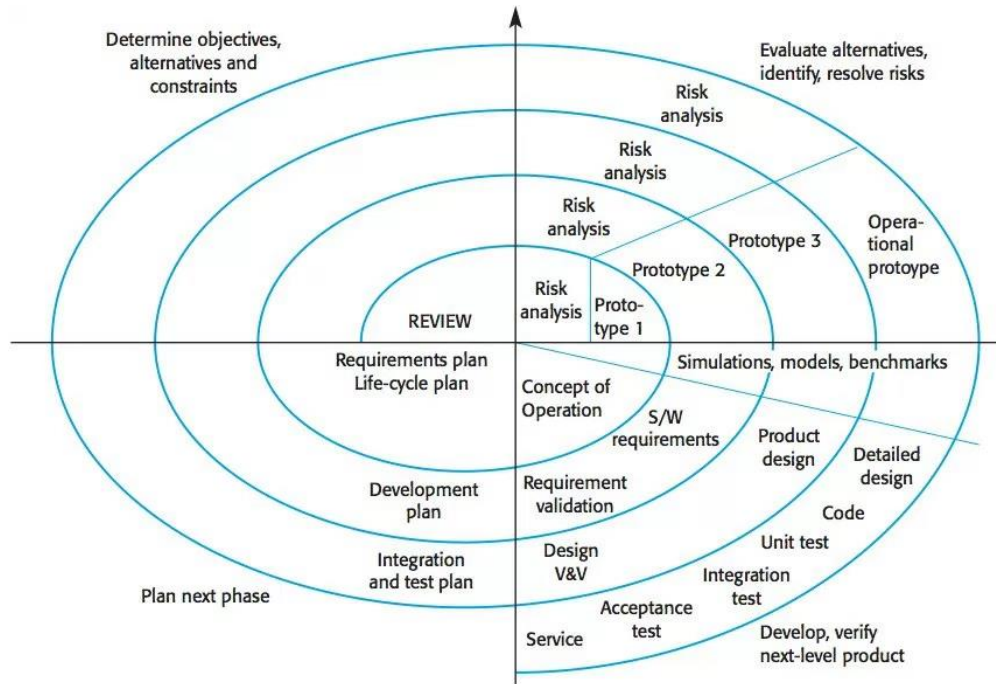 Determine objectives,
alternatives and
constraints
Evaluate alternatives,
identify, resolve risks
Risk
analysis
Risk
analysis
Risk
analysis
Risk
analysis
Proto-
type 1
Prototype 2
Prototype 3
Opera-
tional
protoype
REVIEW
Requirements plan
Life-cycle plan
Simulations, models, benchmarks
Concept of
Operation
S/W
requirements
Product
design
Detailed
design
Development
plan
Requirement
validation
Code
Unit test
Integration
and test plan
Design
V&V
Integration
test
Plan next phase
Acceptance
test
Service
Develop, verify
next-level product